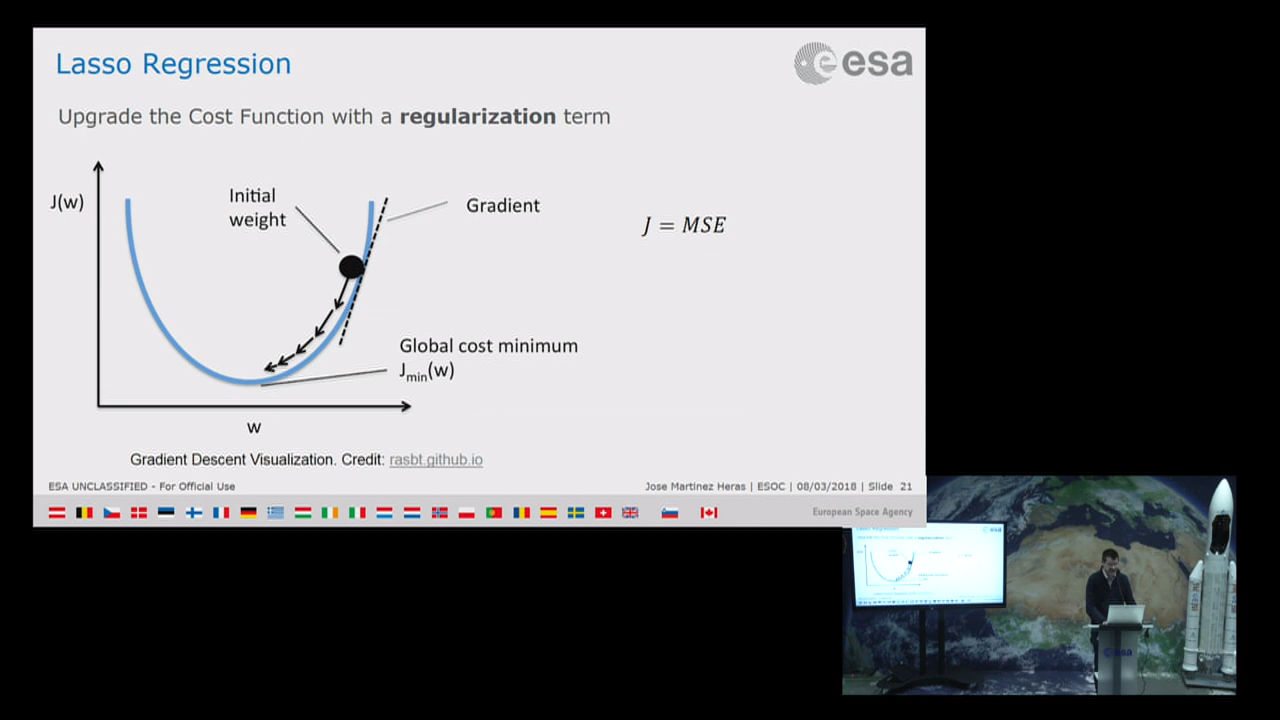 Lasso Regression
esa
Upgrade the Cost Function with a regularization term
J(w)
Initial
weight
Gradient
J = MSE
Global cost minimum
Jmin(w)
w
Gradient Descent Visualization. Credit: rasbt.github.io
ESA UNCLASSIFIED - For Official Use
Jose Martinez Heras | ESOC | 08/03/2018 | Slide 21
European Space Agency
esa